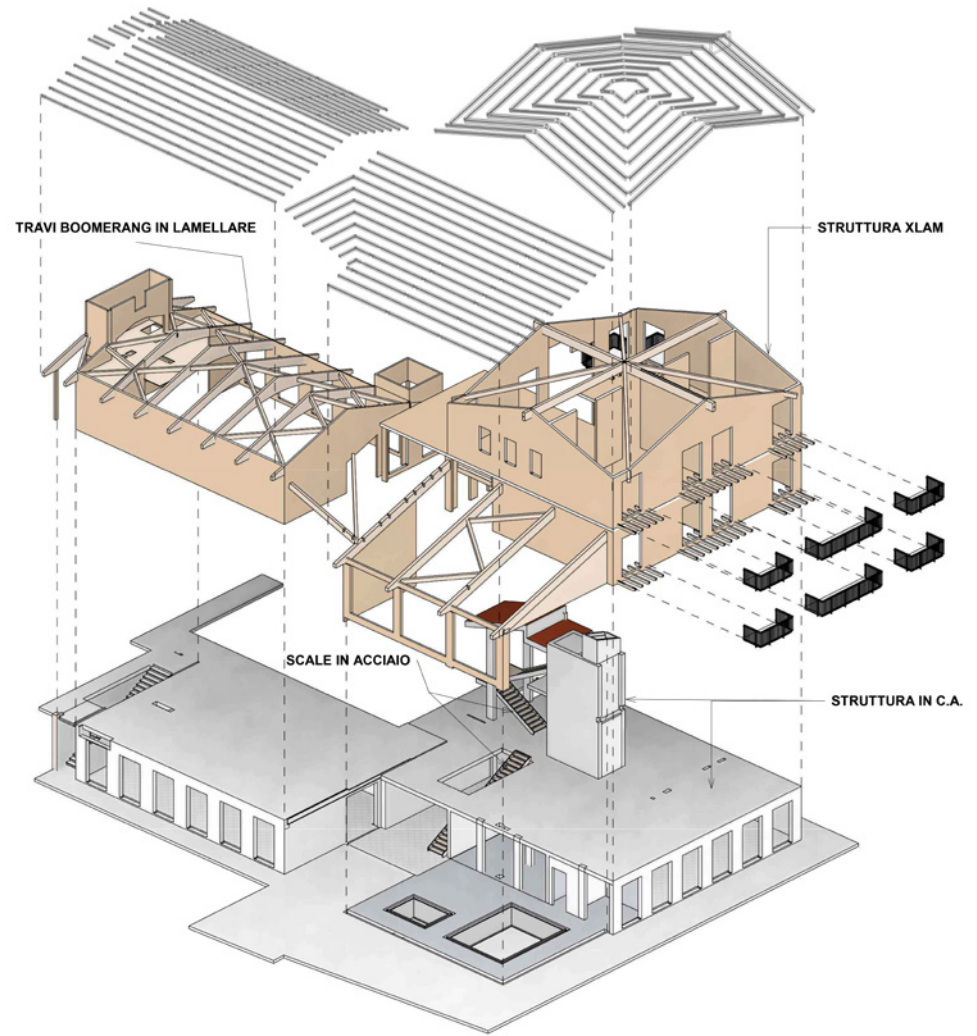 TRAVI BOOMERANG IN LAMELLARE
STRUTTURA XLAM
SCALE IN ACCIAIO
STRUTTURA IN C.A.